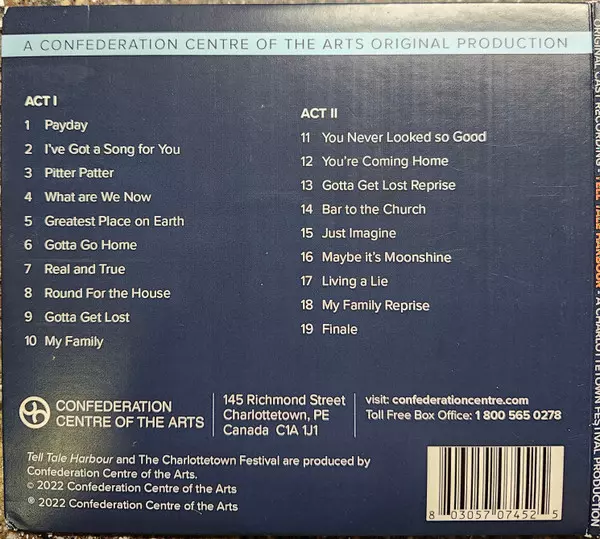 A CONFEDERATION CENTRE OF THE ARTS ORIGINAL PRODUCTION
ACT I
1 Payday
2 I've Got a Song for You
3 Pitter Patter
4 What are We Now
5 Greatest Place on Earth
6 Gotta Go Home
7 Real and True
8 Round For the House
9 Gotta Get Lost
10 My Family
ACT II
11 You Never Looked so Good
12 You're Coming Home
13 Gotta Get Lost Reprise
14 Bar to the Church
15 Just Imagine
16 Maybe it's Moonshine
17 Living a Lie
18 My Family Reprise
19 Finale
CONFEDERATION
CENTRE OF THE ARTS
145 Richmond Street
Charlottetown, PE
Canada C1A 1J1
visit: confederationcentre.com
Toll Free Box Office: 1 800 565 0278
Tell Tale Harbour and The Charlottetown Festival are produced by
Confederation Centre of the Arts.
© 2022 Confederation Centre of the Arts
® 2022 Confederation Centre of the Arts
8 03057 07452 5
ORIGINAL CAST RECORDING · TELL TALE HARBOUR · A CHARLOTTETOWN FESTIVAL PRODUCTION